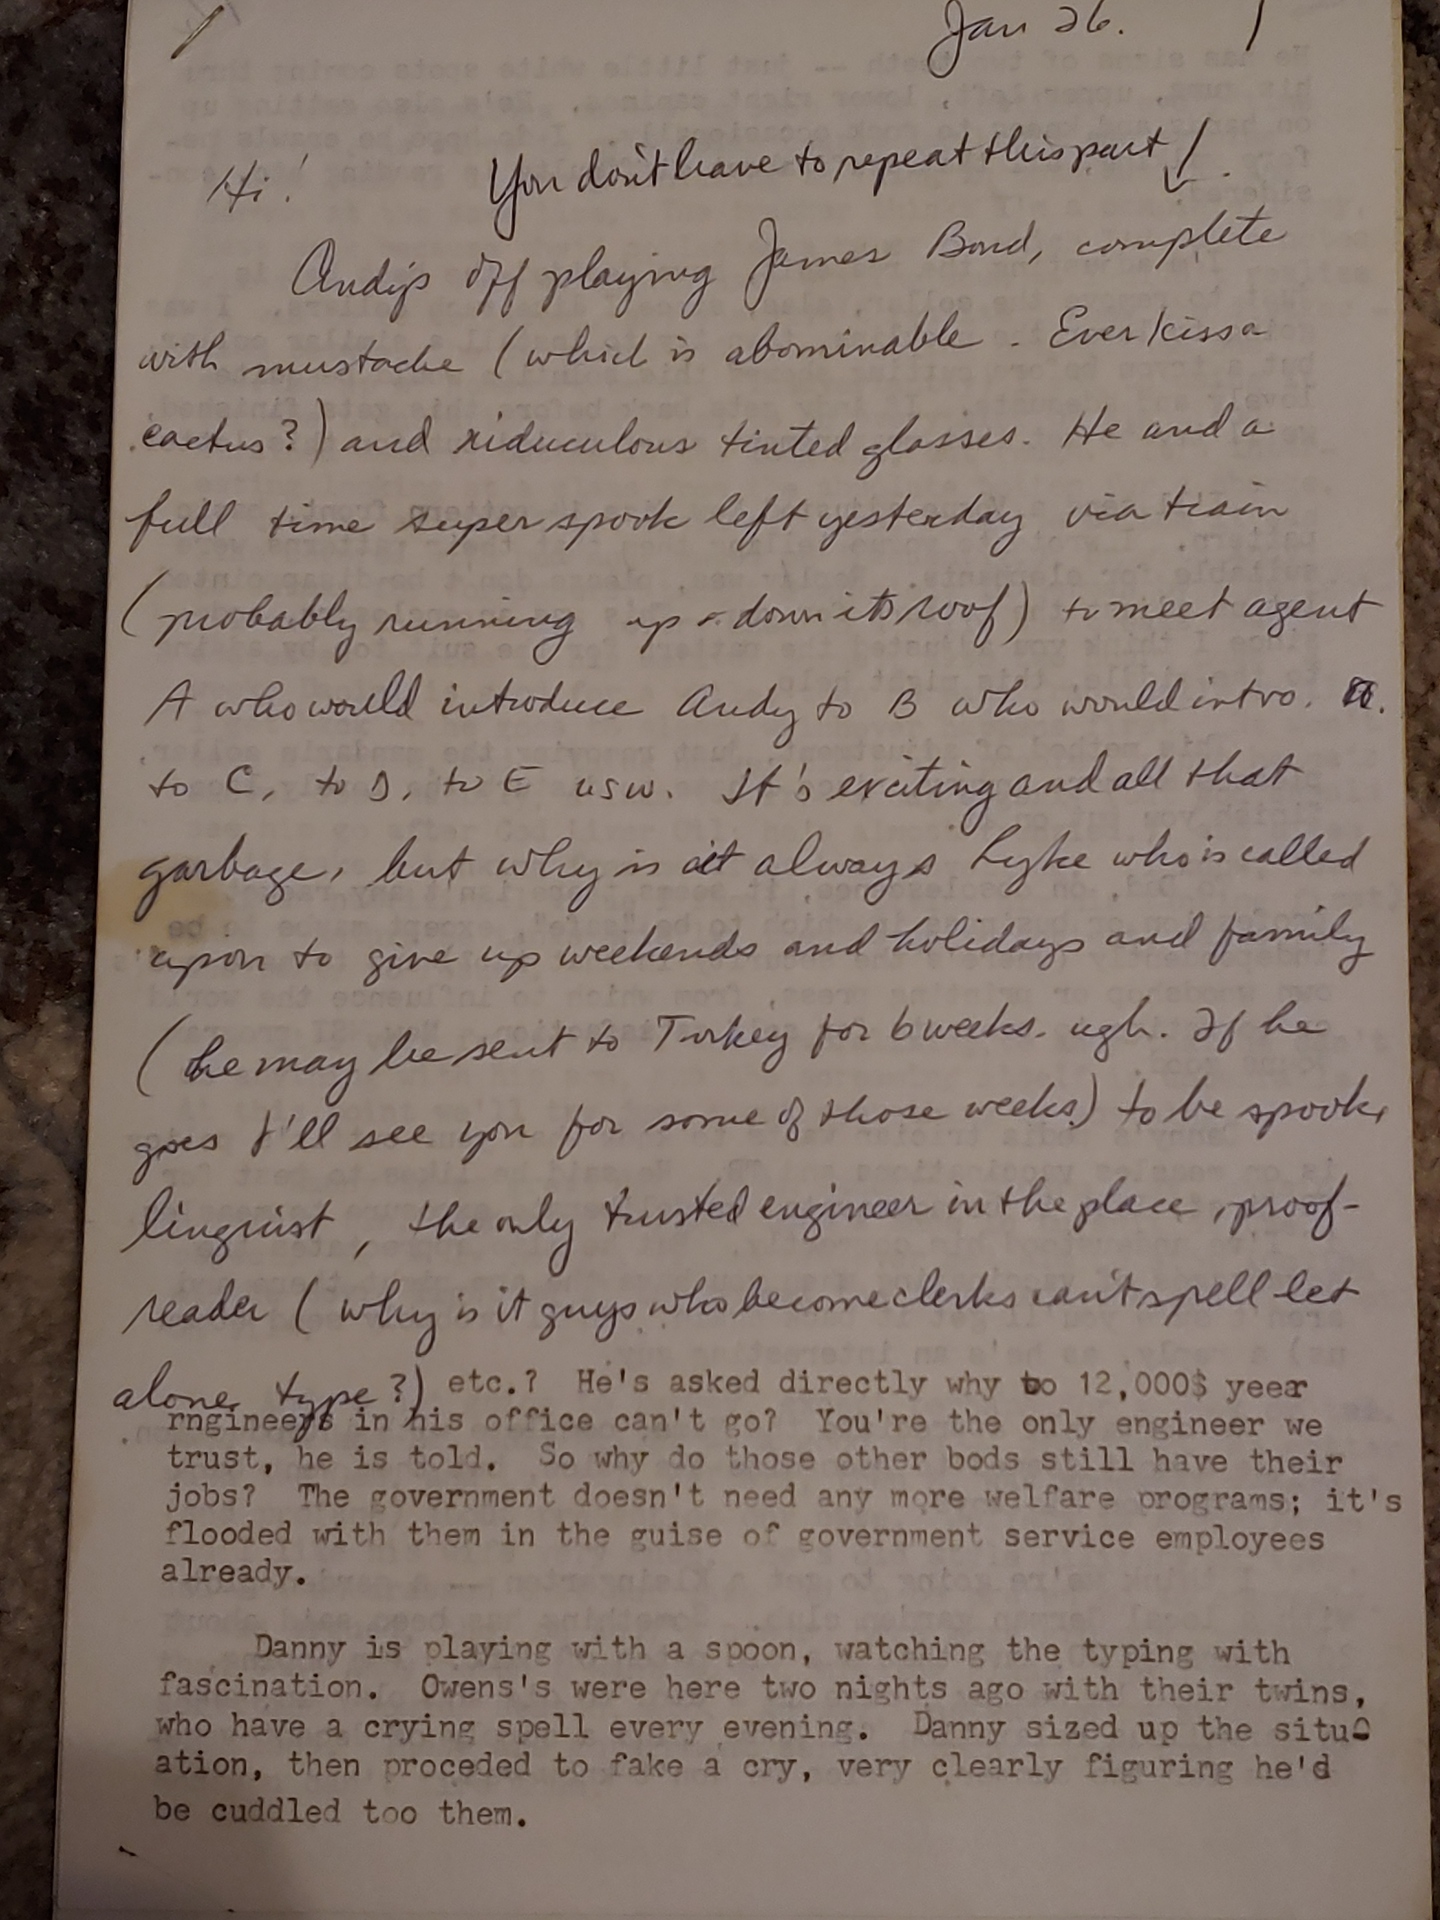 Jan 26. 1
Hi! You don't have to repeat this part!
Andy's off playing James Bond, complete
with mustache (which is abominable. Ever kiss a
cactus?) and ridiculous tinted glasses. He and a
full time super spook left yesterday via train
(probably running up & down its roof) to meet agent
A who would introduce Andy to B who would intro. A.
to C, to D, to E usw. It's exciting and all that
garbage, but why is it always Lyke who is called
upon to give up weekends and holidays and family
(he may be sent to Turkey for 6 weeks. ugh. If he
goes I'll see you for some of those weeks.) to be spook,
linguist, the only trusted engineer in the place, proof-
reader (why is it guys who become clerks can't spell let
alone type?) etc.? He's asked directly why to 12,000$ yeer
rngineers in his office can't go? You're the only engineer we
trust, he is told. So why do those other bods still have their
jobs? The government doesn't need any more welfare programs; it's
flooded with them in the guise of government service employees
already.
Danny is playing with a spoon, watching the typing with
fascination. Owens's were here two nights ago with their twins,
who have a crying spell every evening. Danny sized up the situ-
ation, then proceded to fake a cry, very clearly figuring he'd
be cuddled too them.